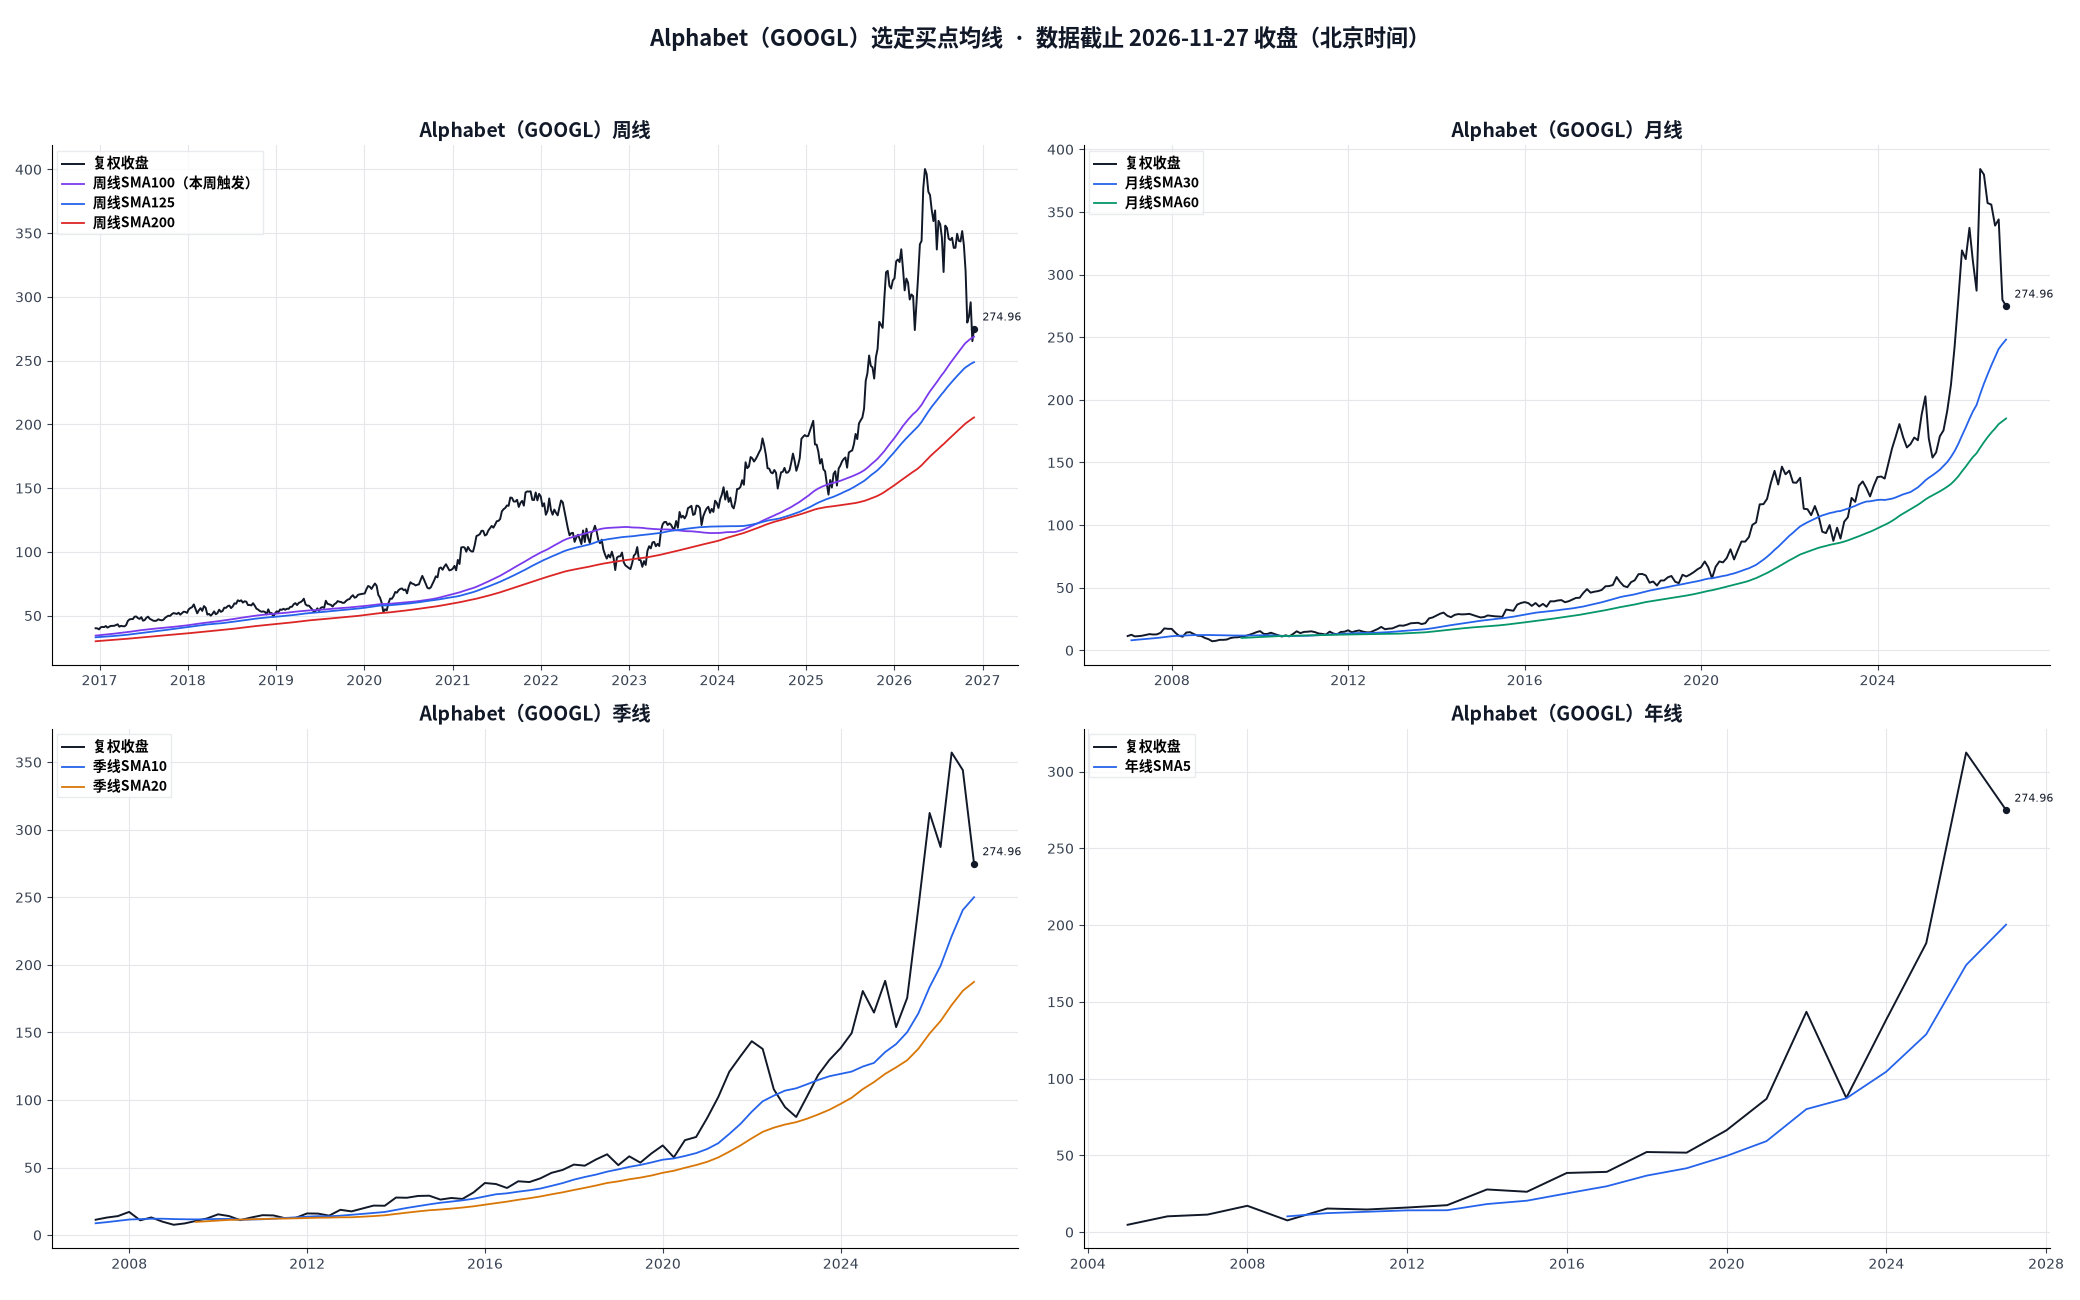 Alphabet（GOOGL）选定买点均线 · 数据截止 2026-11-27 收盘（北京时间）
Alphabet（GOOGL）周线
复权收盘
周线SMA100（本周触发）
周线SMA125
周线SMA200
400
350
300
250
200
150
100
50
274.96
2017 2018 2019 2020 2021 2022 2023 2024 2025 2026 2027
Alphabet（GOOGL）月线
复权收盘
月线SMA30
月线SMA60
400
350
300
250
200
150
100
50
0
274.96
2008 2012 2016 2020 2024
Alphabet（GOOGL）季线
复权收盘
季线SMA10
季线SMA20
350
300
250
200
150
100
50
0
274.96
2008 2012 2016 2020 2024
Alphabet（GOOGL）年线
复权收盘
年线SMA5
300
250
200
150
100
50
0
274.96
2004 2008 2012 2016 2020 2024 2028